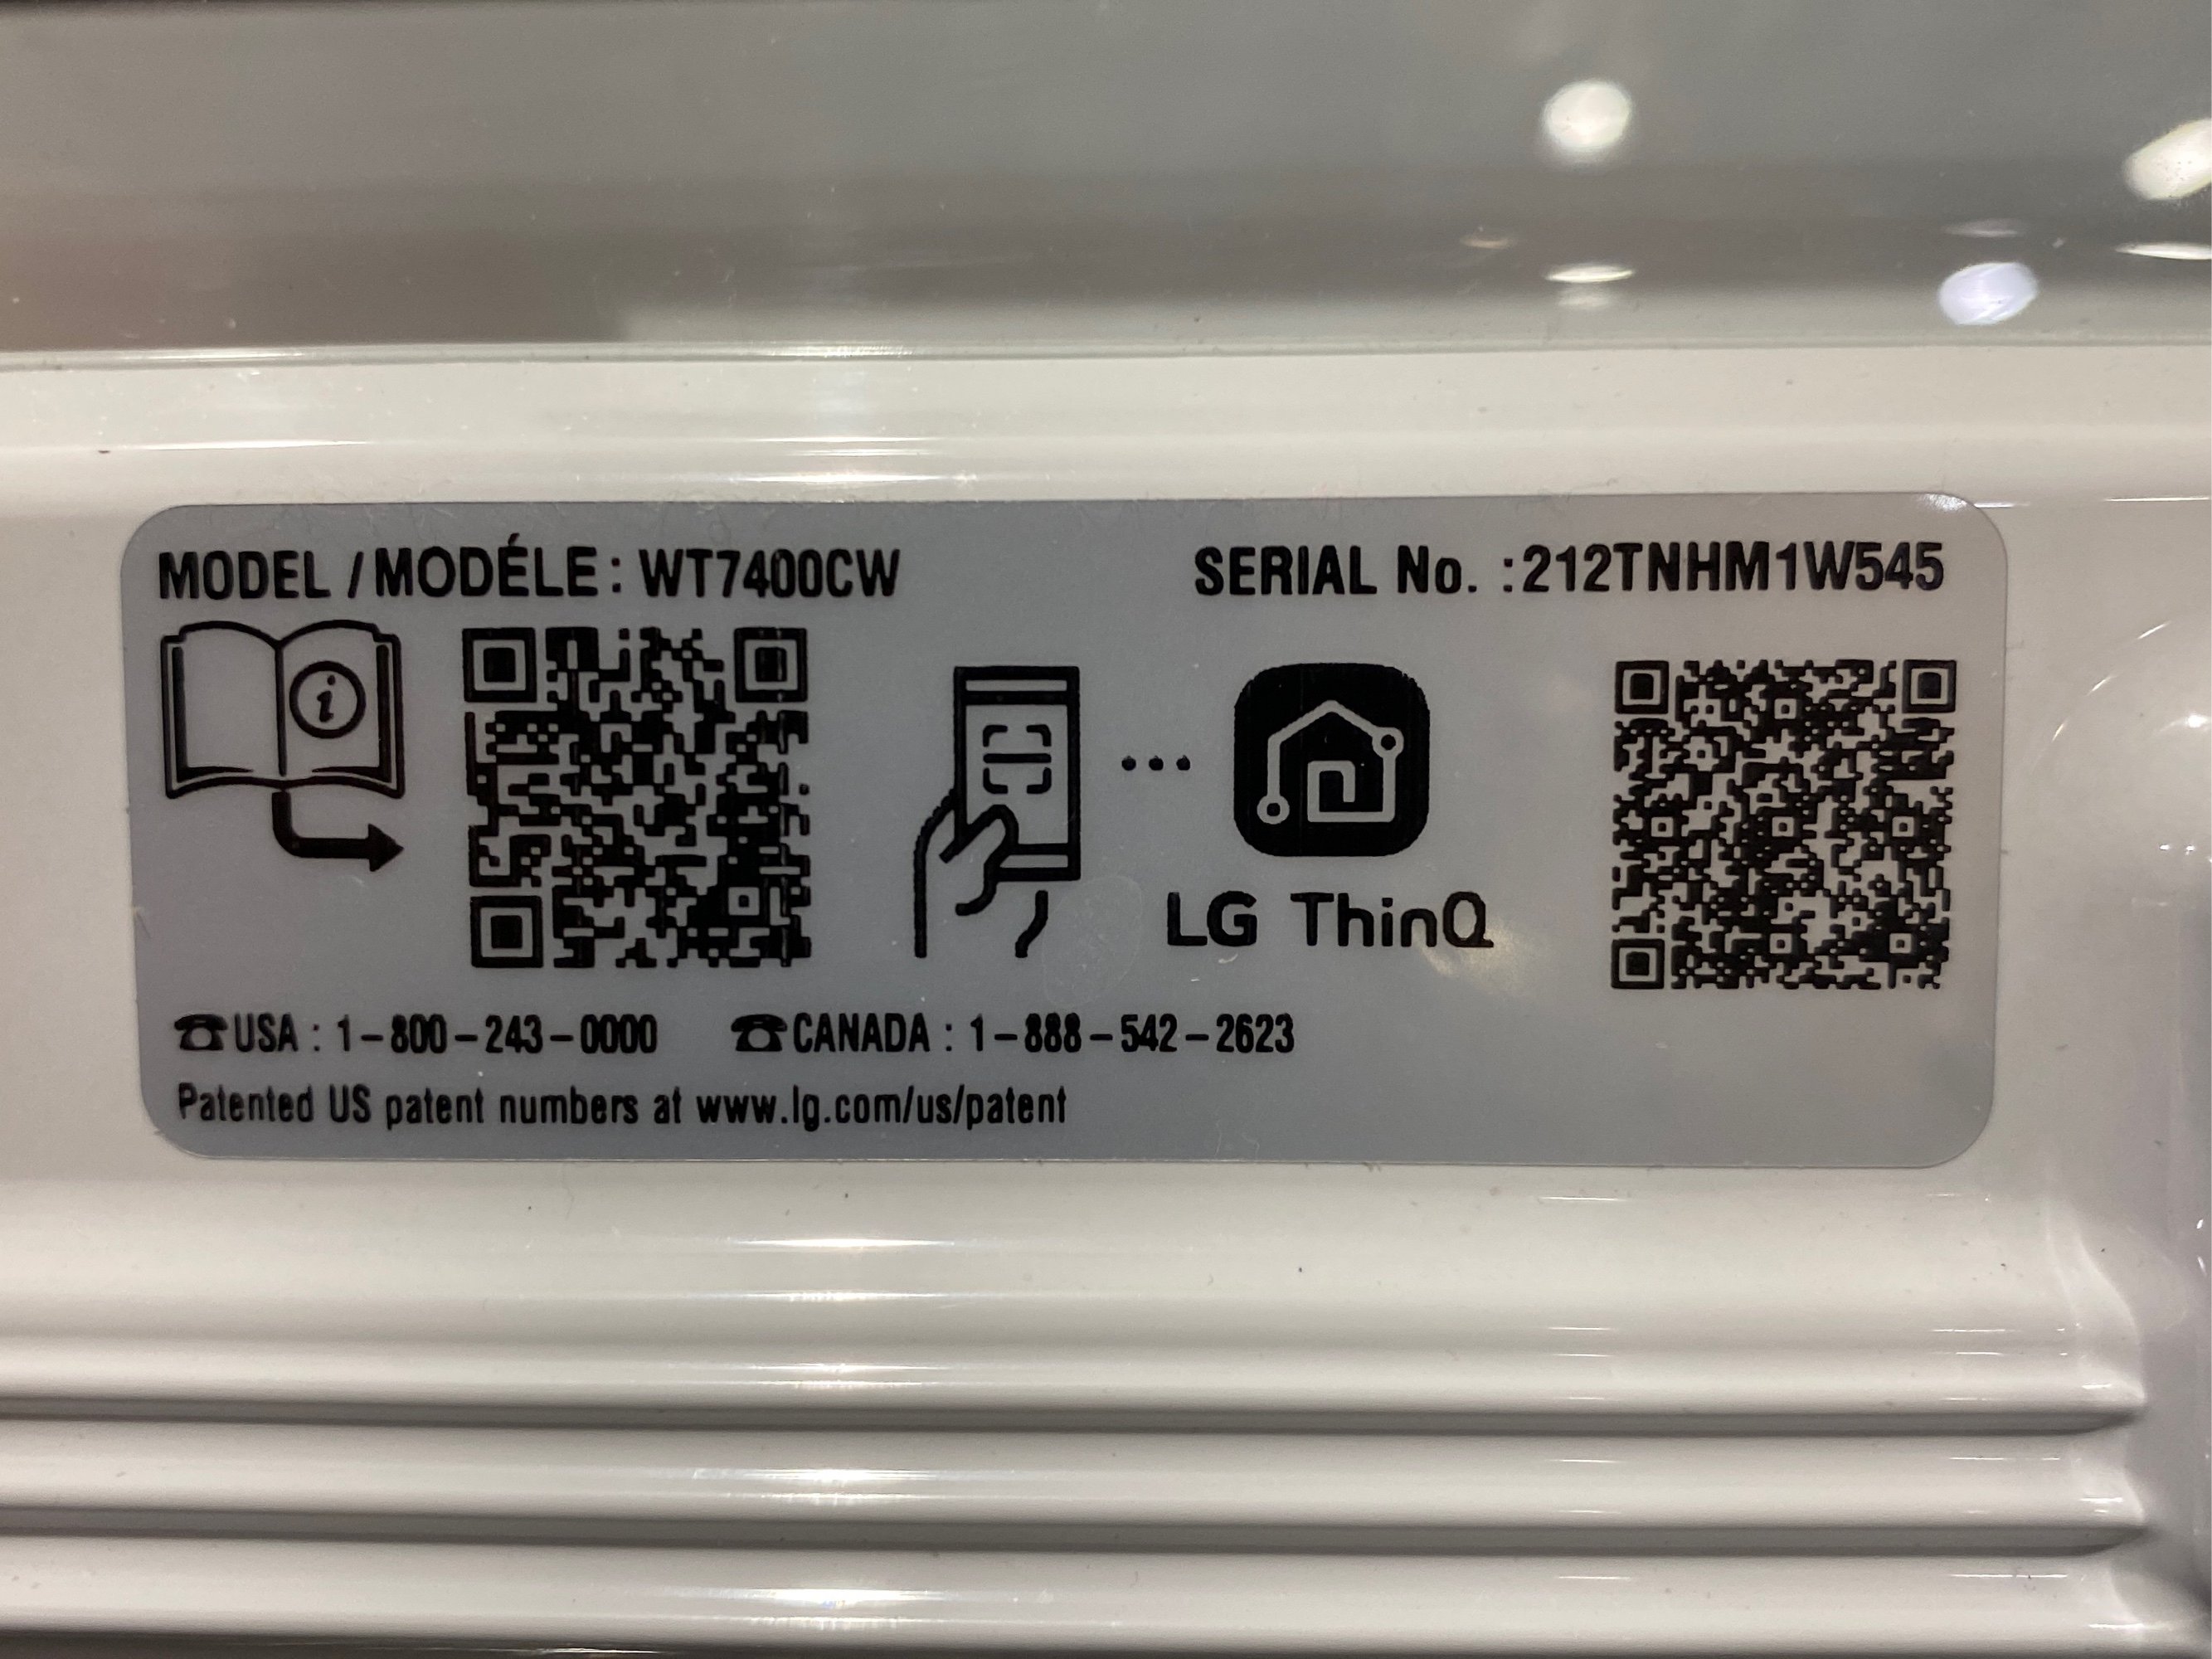 MODEL / MODÉLE : WT7400CW
SERIAL No. :212TNHM1W545
i
LG ThinQ
USA : 1-800-243-0000
CANADA : 1-888-542-2623
Patented US patent numbers at www.lg.com/us/patent